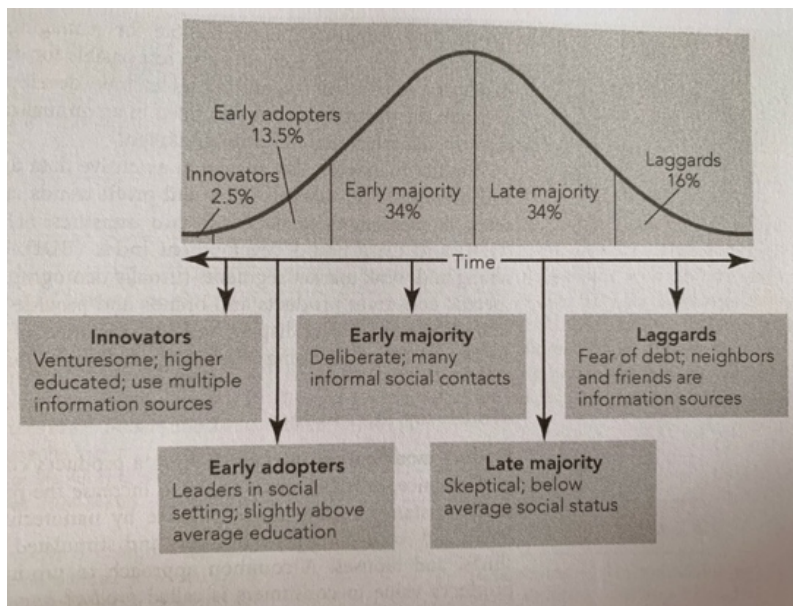 Early adopters
13.5%
Innovators
2.5%
Early majority
34%
Late majority
34%
Laggards
16%
Time
Innovators
Venturesome; higher
educated; use multiple
information sources
Early majority
Deliberate; many
informal social contacts
Laggards
Fear of debt; neighbors
and friends are
information sources
Early adopters
Leaders in social
setting; slightly above
average education
Late majority
Skeptical; below
average social status